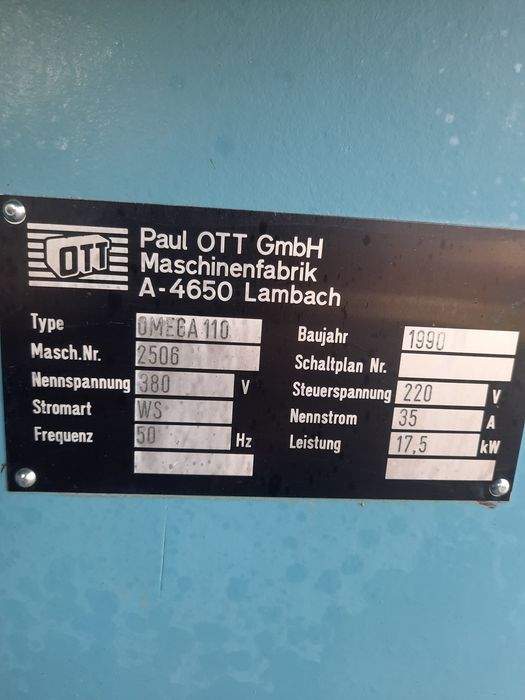 OTT
Paul OTT GmbH
Maschinenfabrik
A-4650 Lambach
Type OMEGA 110
Masch.Nr. 2506
Nennspannung 380 V
Stromart WS
Frequenz 50 Hz
Baujahr 1990
Schaltplan Nr.
Steuerspannung 220 V
Nennstrom 35 A
Leistung 17,5 kW